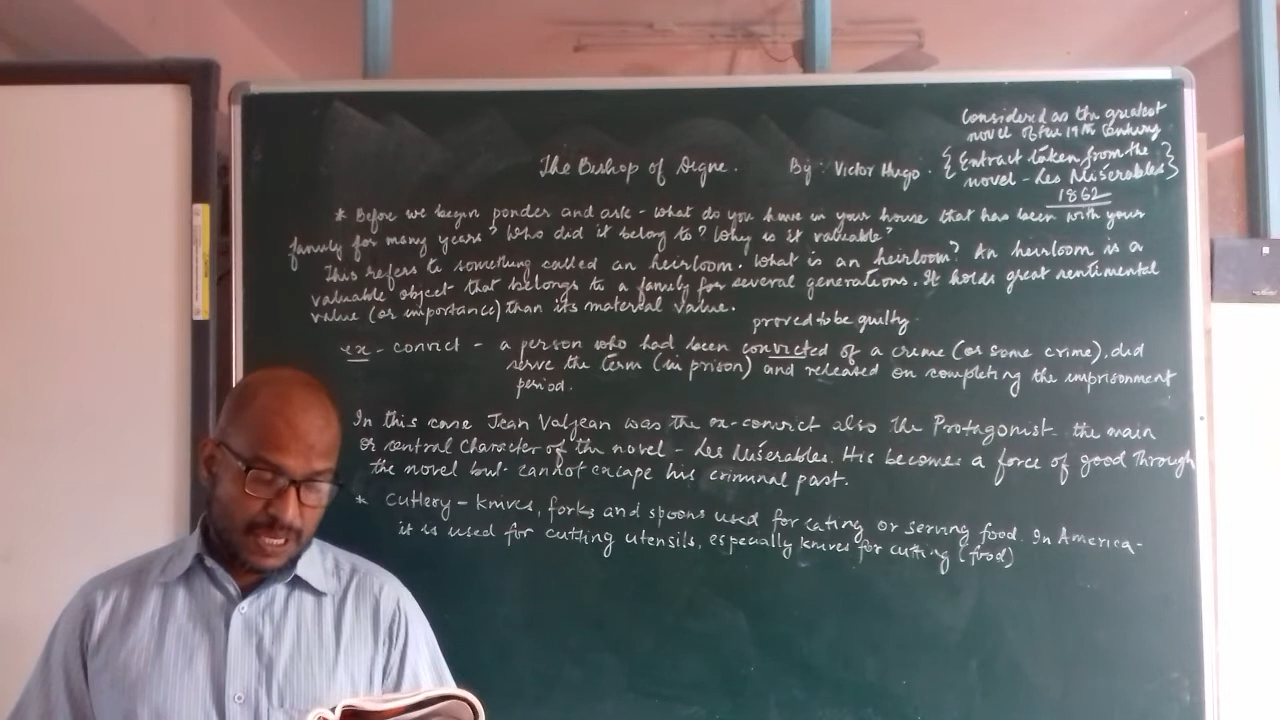 Considered as the greatest
novel of the 19th Century
The Bishop of Digne. By: Victor Hugo. {Extract taken from the
novel - Les Misérables}
1862
* Before we begin ponder and ask - what do you have in your house that has been with your
family for many years? Who did it belong to? Why is it valuable?
This refers to something called an heirloom. What is an heirloom? An heirloom is a
valuable object that belongs to a family for several generations. It holds great sentimental
value (or importance) than its material value.
proved to be guilty
ex - convict - a person who had been convicted of a crime (or some crime), did
serve the term (in prison) and released on completing the imprisonment
period.
In this case Jean Valjean was the ex-convict also the Protagonist - the main
or central character of the novel - Les Misérables. His becomes a force of good through
the novel but cannot escape his criminal past.
* Cutlery - knives, forks and spoons used for eating or serving food. In America -
it is used for cutting utensils, especially knives for cutting (food)